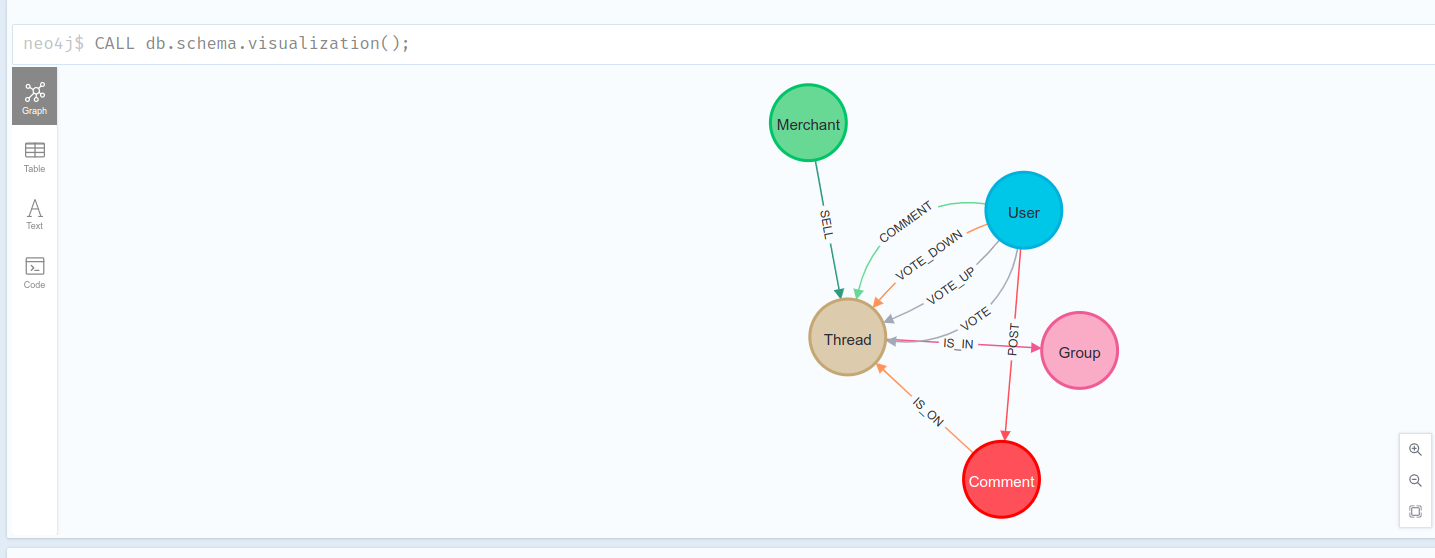 neo4j$ CALL db.schema.visualization();
Graph
Table
Text
Code
Merchant
User
COMMENT
SELL
VOTE_DOWN
VOTE_UP
VOTE
Thread
IS_IN
POST
Group
IS_ON
Comment